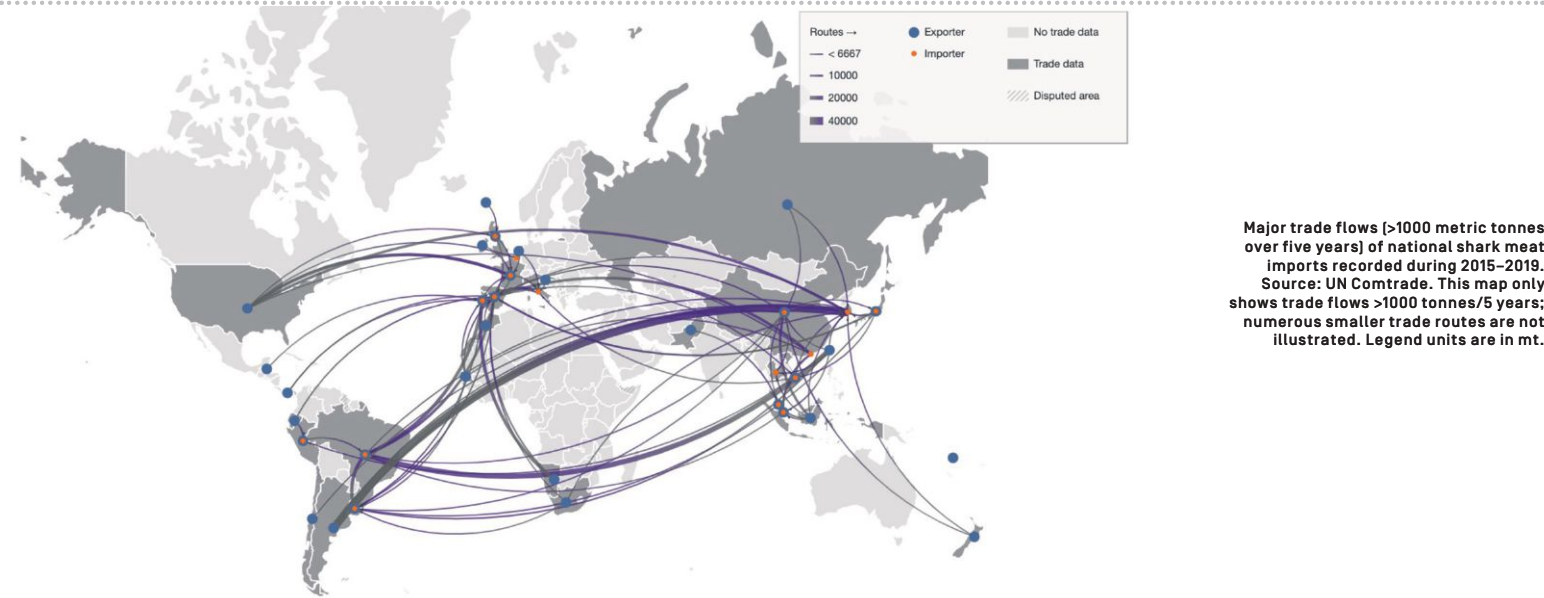 Routes →
< 6667
10000
20000
40000
Exporter
Importer
No trade data
Trade data
Disputed area
Major trade flows (>1000 metric tonnes
over five years) of national shark meat
imports recorded during 2015–2019.
Source: UN Comtrade. This map only
shows trade flows >1000 tonnes/5 years;
numerous smaller trade routes are not
illustrated. Legend units are in mt.